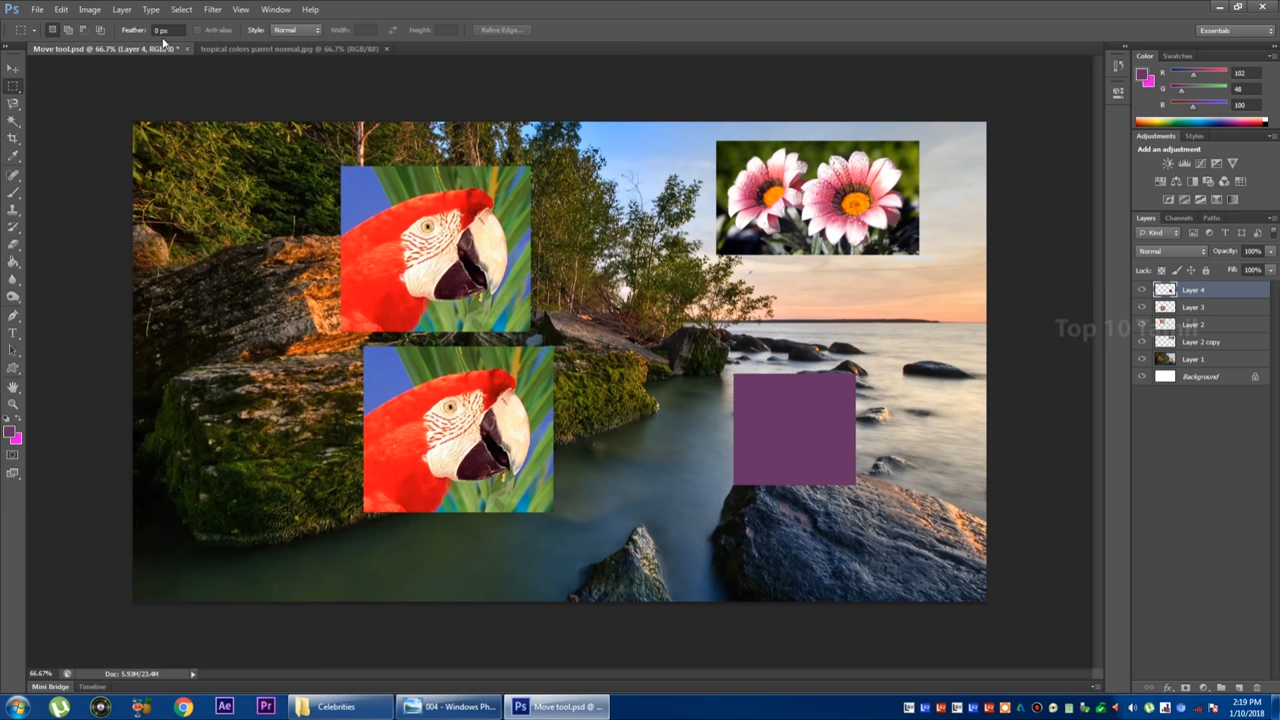 Ps File Edit Image Layer Type Select Filter View Window Help
Feather: 0 px Anti-alias Style: Normal Width: Height: Refine Edge... Essentials
Move tool.psd @ 66.7% (Layer 4, RGB/8) * × tropical colors parrot normal.jpg @ 66.7% (RGB/8#) ×
Color Swatches
R 102
G 48
B 100
Adjustments Styles
Add an adjustment
Layers Channels Paths
Kind
Normal Opacity: 100%
Lock: Fill: 100%
Layer 4
Layer 3
Layer 2
Layer 2 copy
Layer 1
Background
Top 10
66.67% Doc: 5.93M/23.4M
Mini Bridge Timeline
Ae Pr Celebrities 004 - Windows Ph... Ps Move tool.psd @ ...
2:19 PM
1/10/2018